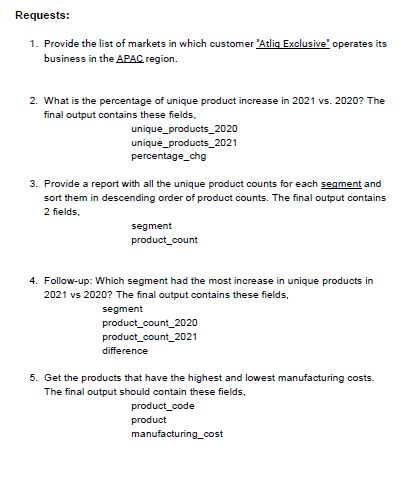 Requests:
1. Provide the list of markets in which customer "Atliq Exclusive" operates its
business in the APAC region.
2. What is the percentage of unique product increase in 2021 vs. 2020? The
final output contains these fields,
unique_products_2020
unique_products_2021
percentage_chg
3. Provide a report with all the unique product counts for each segment and
sort them in descending order of product counts. The final output contains
2 fields,
segment
product_count
4. Follow-up: Which segment had the most increase in unique products in
2021 vs 2020? The final output contains these fields,
segment
product_count_2020
product_count_2021
difference
5. Get the products that have the highest and lowest manufacturing costs.
The final output should contain these fields,
product_code
product
manufacturing_cost